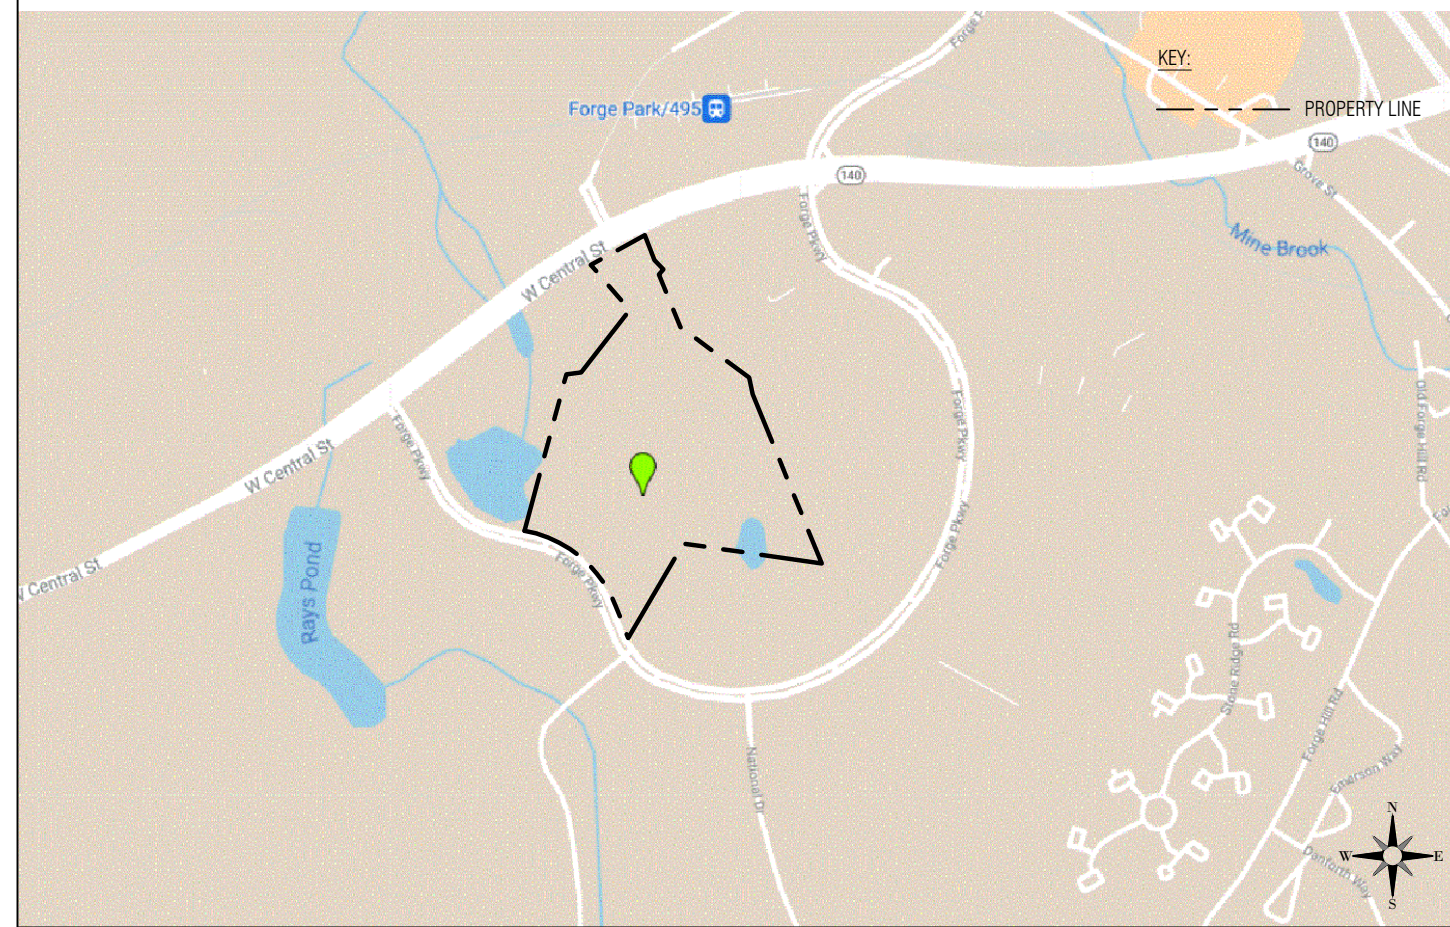 Forge P
KEY:
Forge Park/495
PROPERTY LINE
140
140
Grove St
Forge Pkwy
Mine Brook
W Central St
Forge Pkwy
Old Forge Hill Rd
Forge Pkwy
W Central St
Forge Pkwy
Rays Pond
W Central St
Forge Pkwy
Stone Ridge Rd
Forge Hill Rd
National Dr
Emerson Way
Danforth Way
N
W
E
S